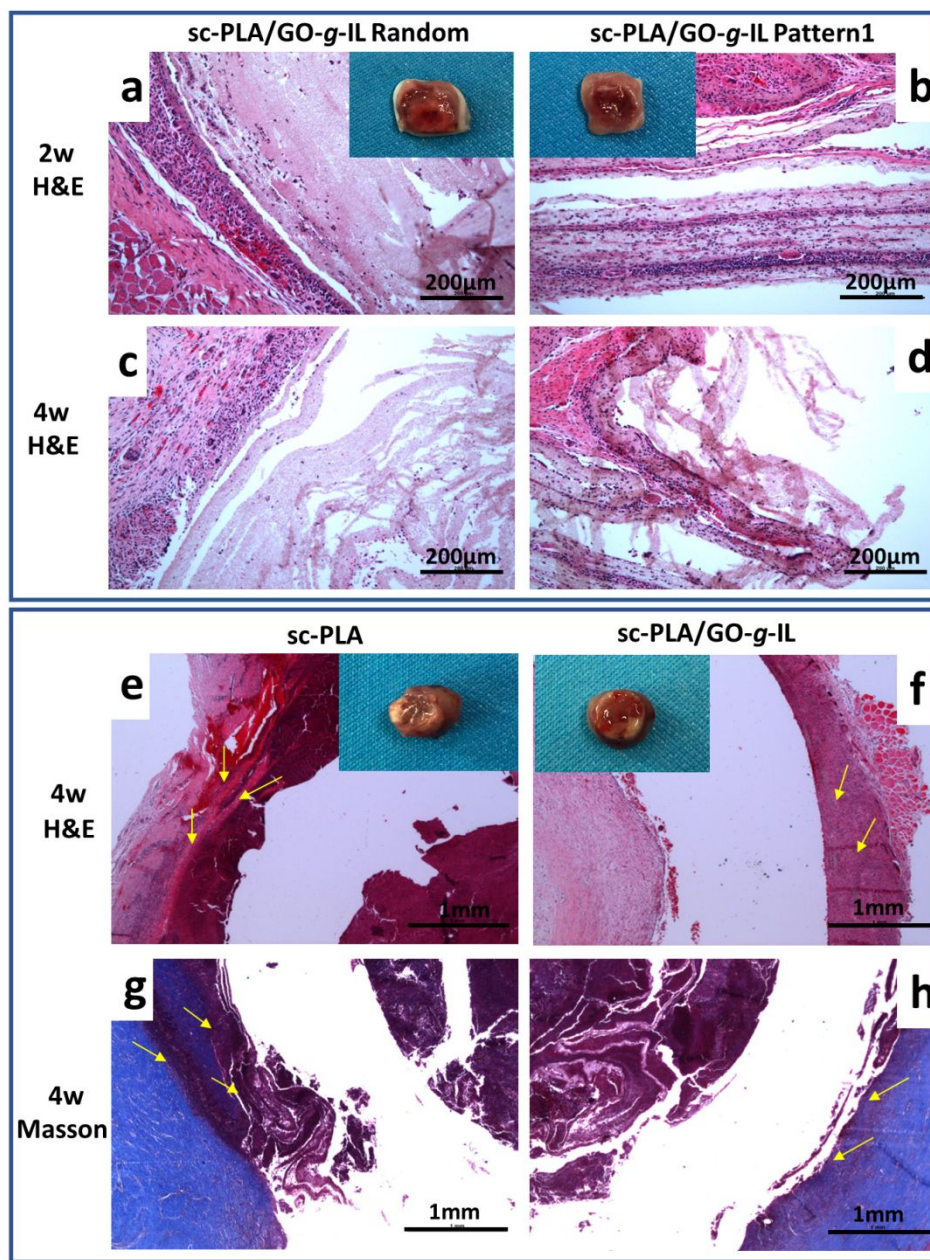 sc-PLA/GO-g-IL Random
sc-PLA/GO-g-IL Pattern1
2w
H&E
a
200μm
b
200μm
4w
H&E
c
200μm
d
200μm
sc-PLA
sc-PLA/GO-g-IL
4w
H&E
e
1mm
f
1mm
4w
Masson
g
1mm
h
1mm